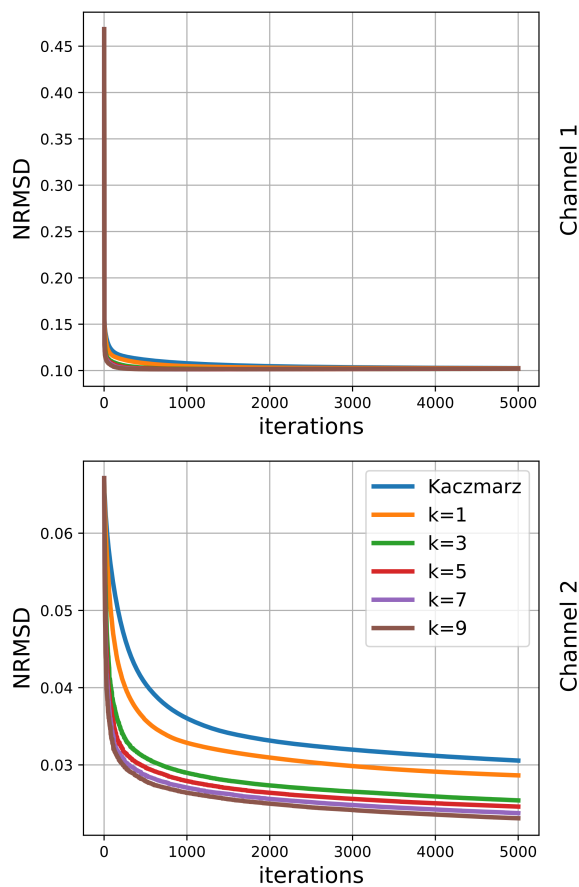 0.45
0.40
0.35
0.30
0.25
0.20
0.15
0.10
NRMSD
0 1000 2000 3000 4000 5000
iterations
Channel 1
0.06
0.05
0.04
0.03
NRMSD
Kaczmarz
k=1
k=3
k=5
k=7
k=9
0 1000 2000 3000 4000 5000
iterations
Channel 2